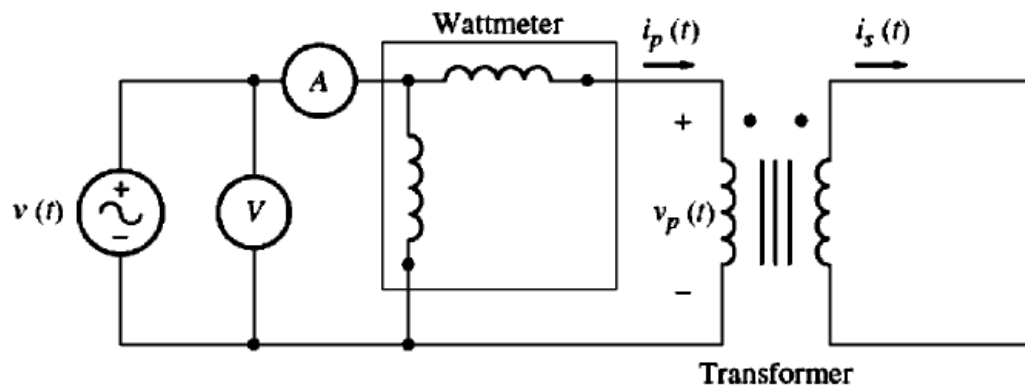 Wattmeter
i_p (t)
i_s (t)
A
+
v (t)
+
−
V
v_p (t)
−
Transformer